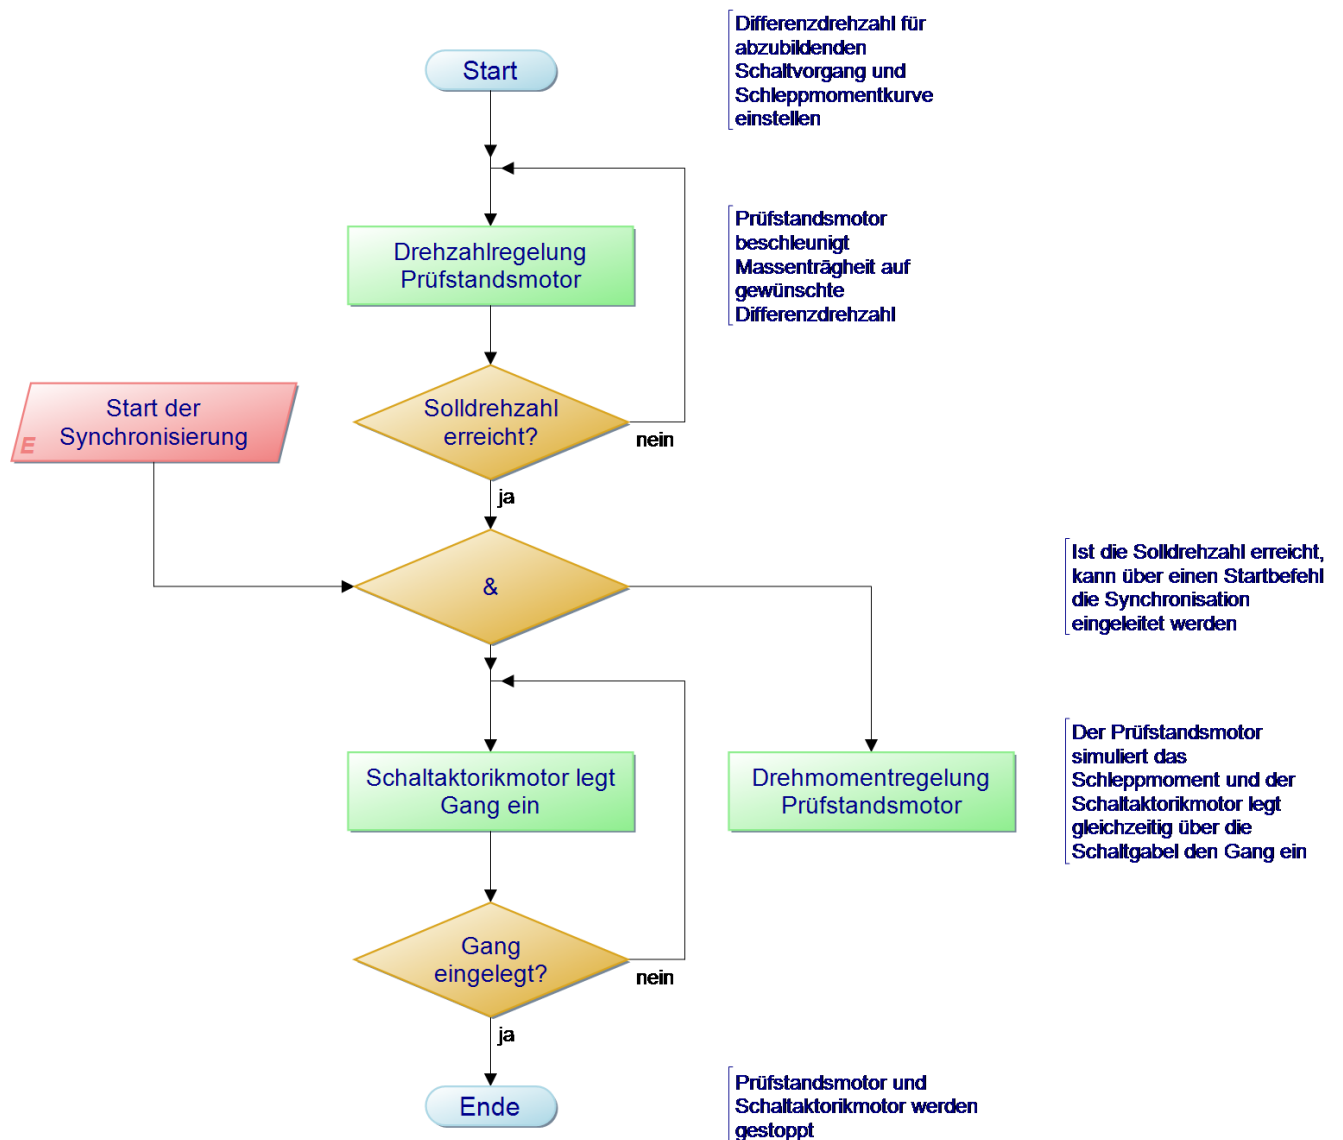 Differenzdrehzahl für
abzubildenden
Schaltvorgang und
Schleppmomentkurve
einstellen
Start
Prüfstandsmotor
beschleunigt
Massenträgheit auf
gewünschte
Differenzdrehzahl
Drehzahlregelung
Prüfstandsmotor
Start der
Synchronisierung
E
Solldrehzahl
erreicht?
nein
ja
&
Ist die Solldrehzahl erreicht,
kann über einen Startbefehl
die Synchronisation
eingeleitet werden
Schaltaktorikmotor legt
Gang ein
Drehmomentregelung
Prüfstandsmotor
Der Prüfstandsmotor
simuliert das
Schleppmoment und der
Schaltaktorikmotor legt
gleichzeitig über die
Schaltgabel den Gang ein
Gang
eingelegt?
nein
ja
Ende
Prüfstandsmotor und
Schaltaktorikmotor werden
gestoppt